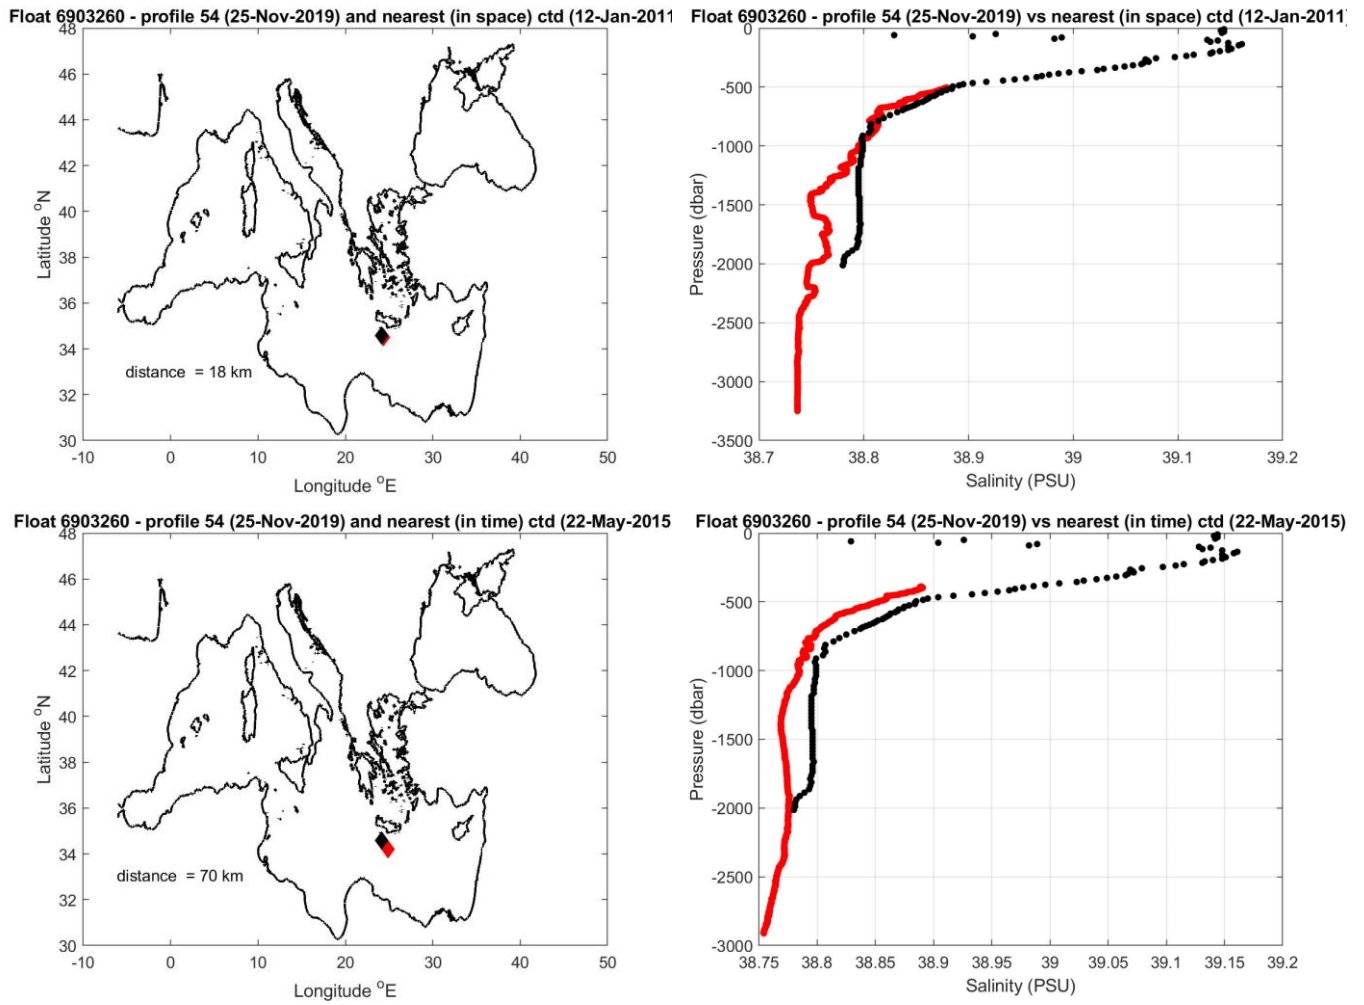 Float 6903260 - profile 54 (25-Nov-2019) and nearest (in space) ctd (12-Jan-2011
48
46
44
42
40
38
36
34
32
30
Latitude °N
distance = 18 km
-10 0 10 20 30 40 50
Longitude °E
Float 6903260 - profile 54 (25-Nov-2019) vs nearest (in space) ctd (12-Jan-2011)
0
-500
-1000
-1500
-2000
-2500
-3000
-3500
Pressure (dbar)
38.7 38.8 38.9 39 39.1 39.2
Salinity (PSU)
Float 6903260 - profile 54 (25-Nov-2019) and nearest (in time) ctd (22-May-2015
48
46
44
42
40
38
36
34
32
30
Latitude °N
distance = 70 km
-10 0 10 20 30 40 50
Longitude °E
Float 6903260 - profile 54 (25-Nov-2019) vs nearest (in time) ctd (22-May-2015)
0
-500
-1000
-1500
-2000
-2500
-3000
Pressure (dbar)
38.75 38.8 38.85 38.9 38.95 39 39.05 39.1 39.15 39.2
Salinity (PSU)